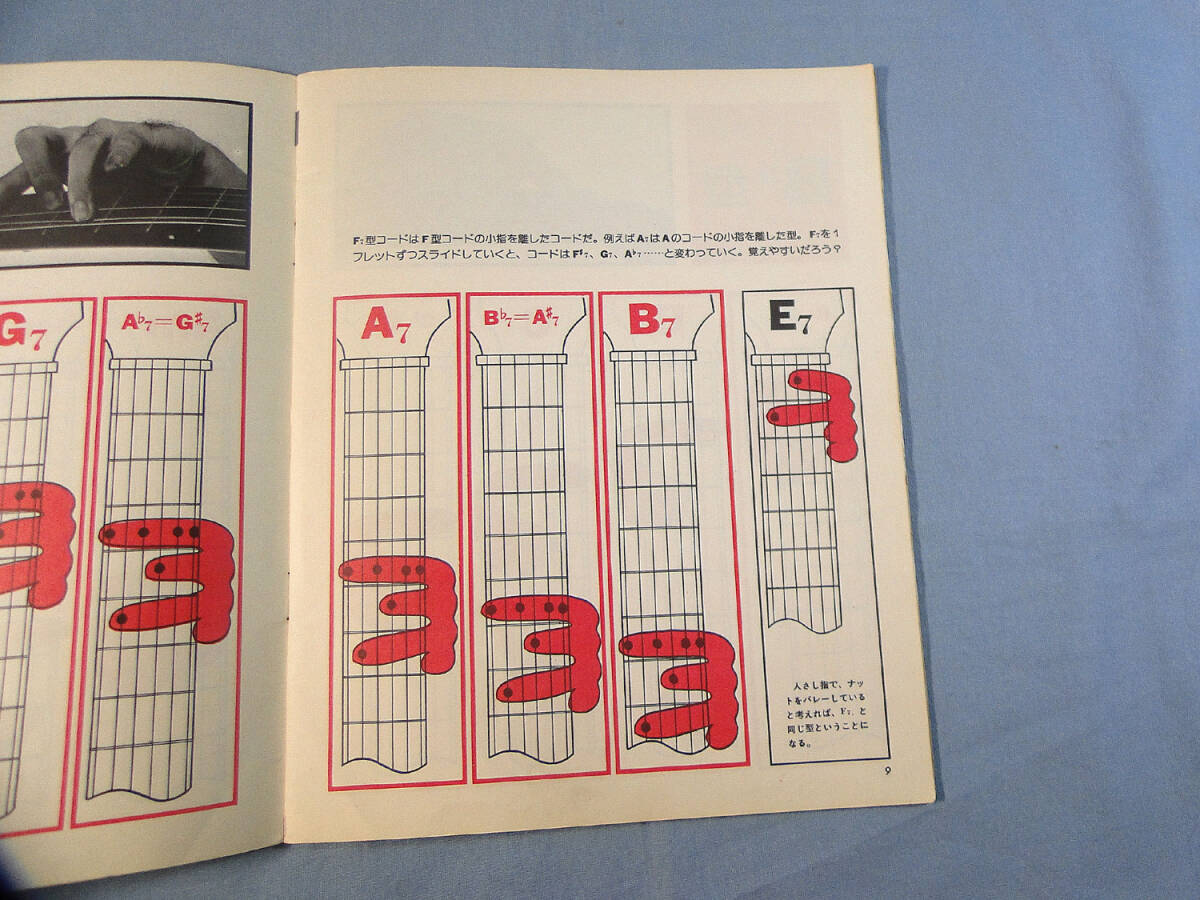 F7型コードはF型コードの小指を離したコードだ。例えばA7はAのコードの小指を離した型。F7を1
フレットずつスライドしていくと、コードはF♯7、G7、A♭7……と変わっていく。覚えやすいだろう?
G7
A♭7=G♯7
A7
B♭7=A♯7
B7
E7
人さし指で、ナッ
トをバレーしている
と考えれば、F7、と
同じ型ということに
なる。
9